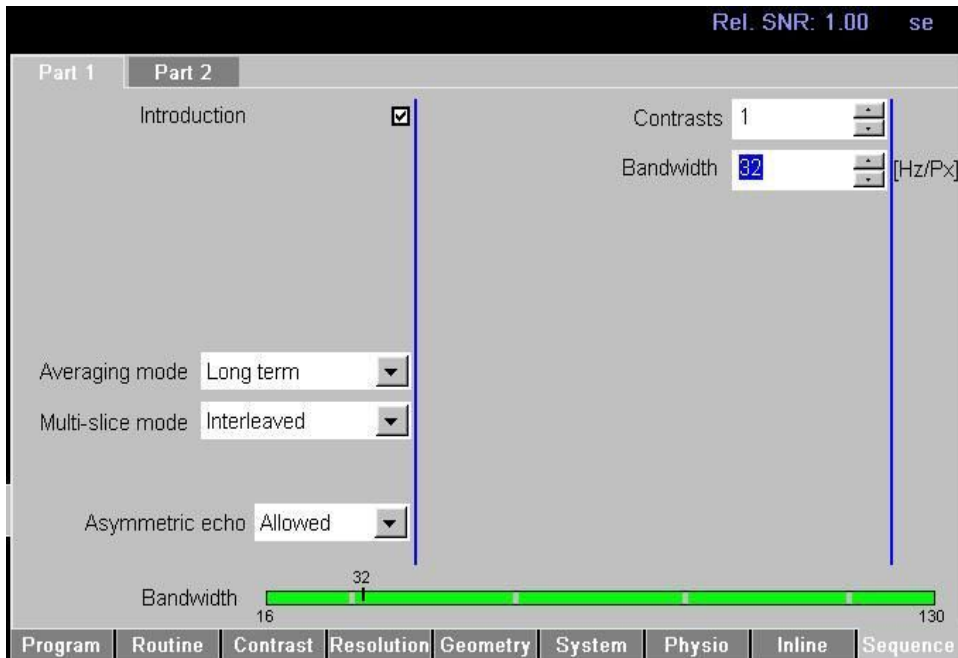 Rel. SNR: 1.00 se
Part 1 Part 2
Introduction
Contrasts 1
Bandwidth 32 [Hz/Px]
Averaging mode Long term
Multi-slice mode Interleaved
Asymmetric echo Allowed
32
Bandwidth
16 130
Program Routine Contrast Resolution Geometry System Physio Inline Sequence